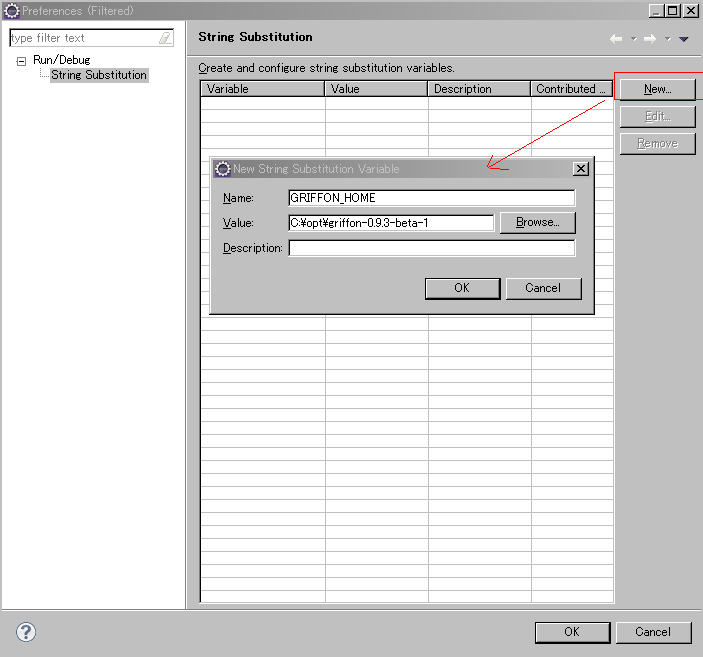 Preferences (Filtered)
type filter text
Run/Debug
String Substitution
String Substitution
Create and configure string substitution variables.
Variable Value Description Contributed ...
New...
Edit...
Remove
New String Substitution Variable
Name: GRIFFON_HOME
Value: C:¥opt¥griffon-0.9.3-beta-1 Browse...
Description:
OK Cancel
OK Cancel